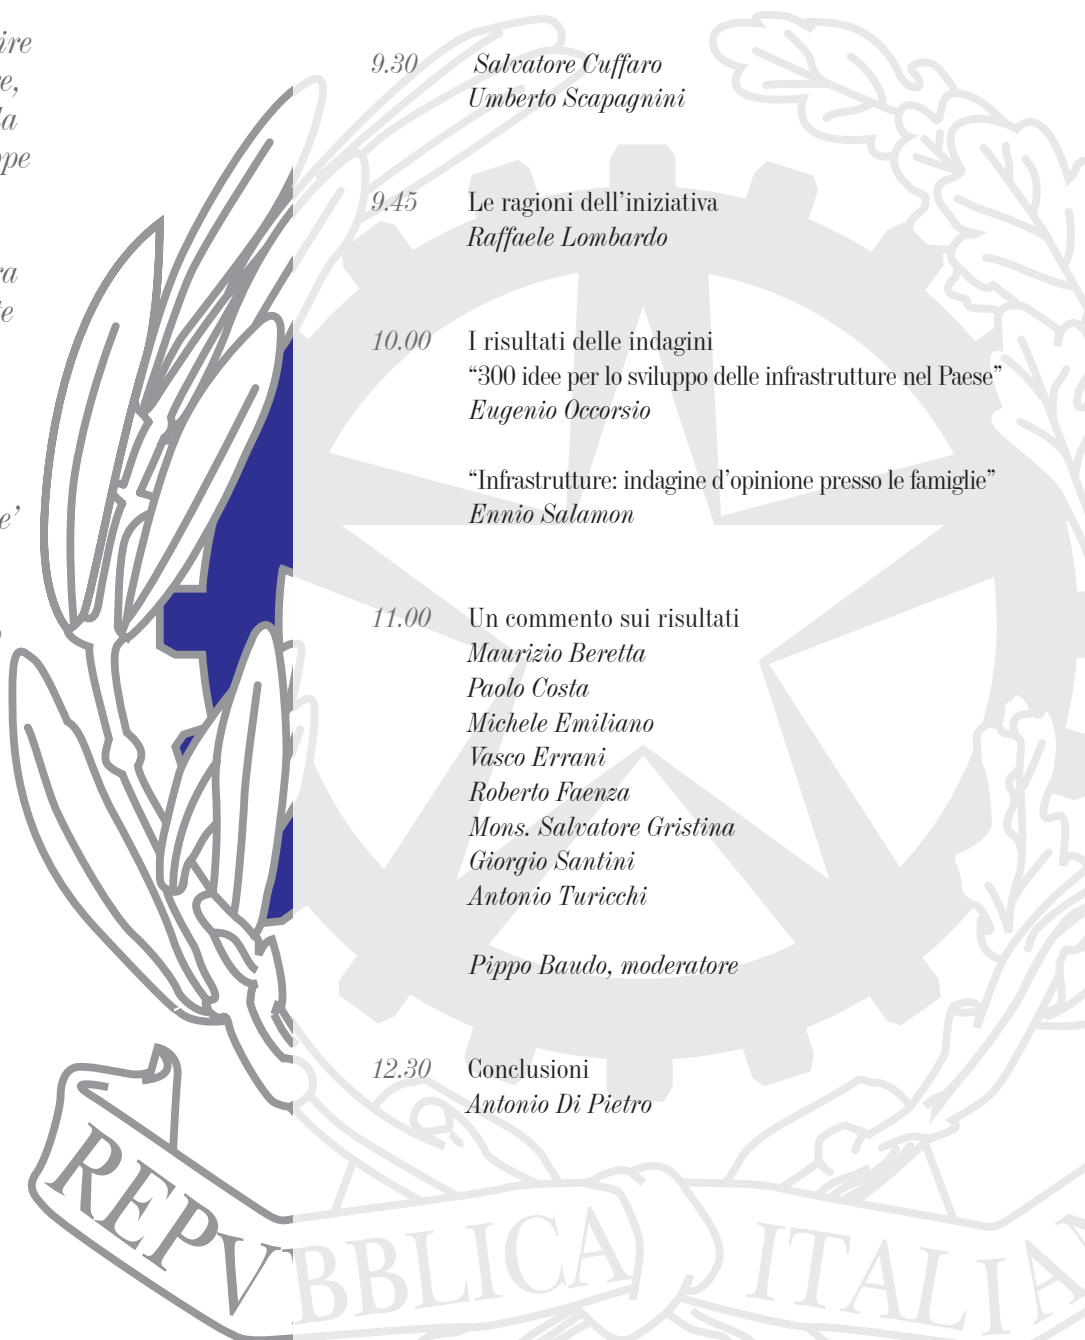 9.30 Salvatore Cuffaro
Umberto Scapagnini
9.45 Le ragioni dell’iniziativa
Raffaele Lombardo
10.00 I risultati delle indagini
“300 idee per lo sviluppo delle infrastrutture nel Paese”
Eugenio Occorsio
“Infrastrutture: indagine d’opinione presso le famiglie”
Ennio Salamon
11.00 Un commento sui risultati
Maurizio Beretta
Paolo Costa
Michele Emiliano
Vasco Errani
Roberto Faenza
Mons. Salvatore Gristina
Giorgio Santini
Antonio Turicchi
Pippo Baudo, moderatore
12.30 Conclusioni
Antonio Di Pietro
REPVBBLICA ITALIAN